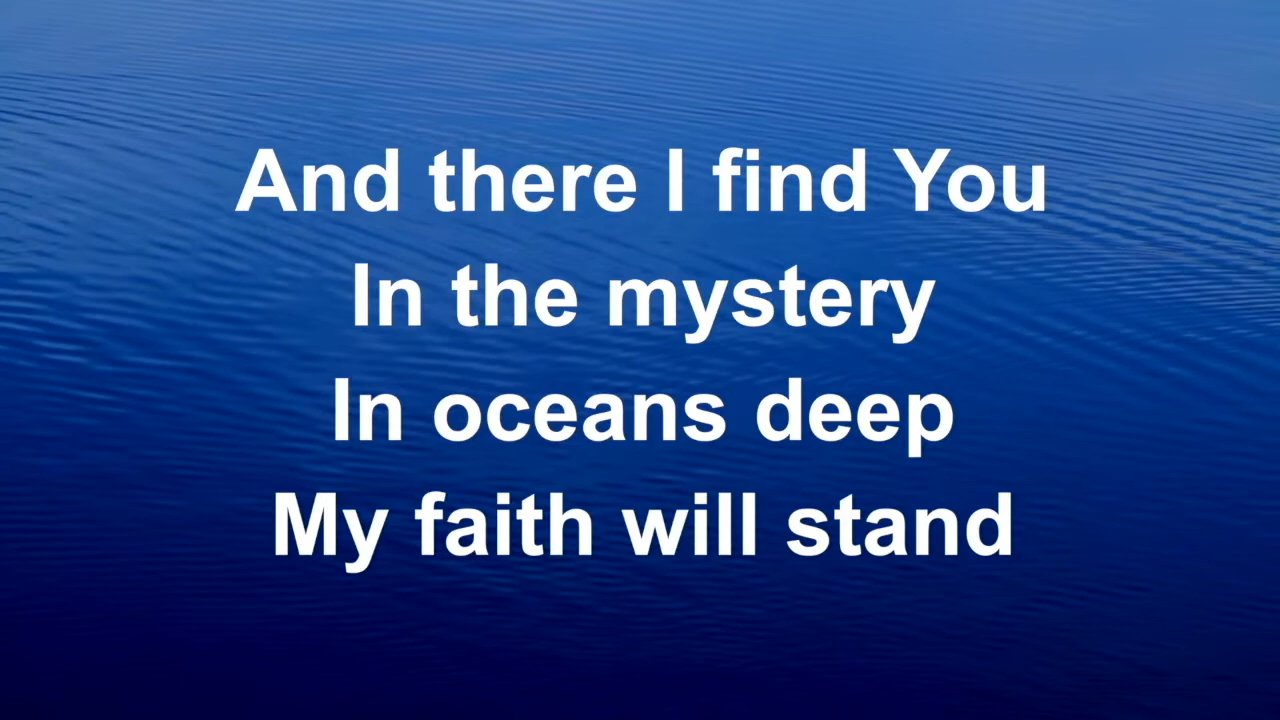 And there I find You
In the mystery
In oceans deep
My faith will stand